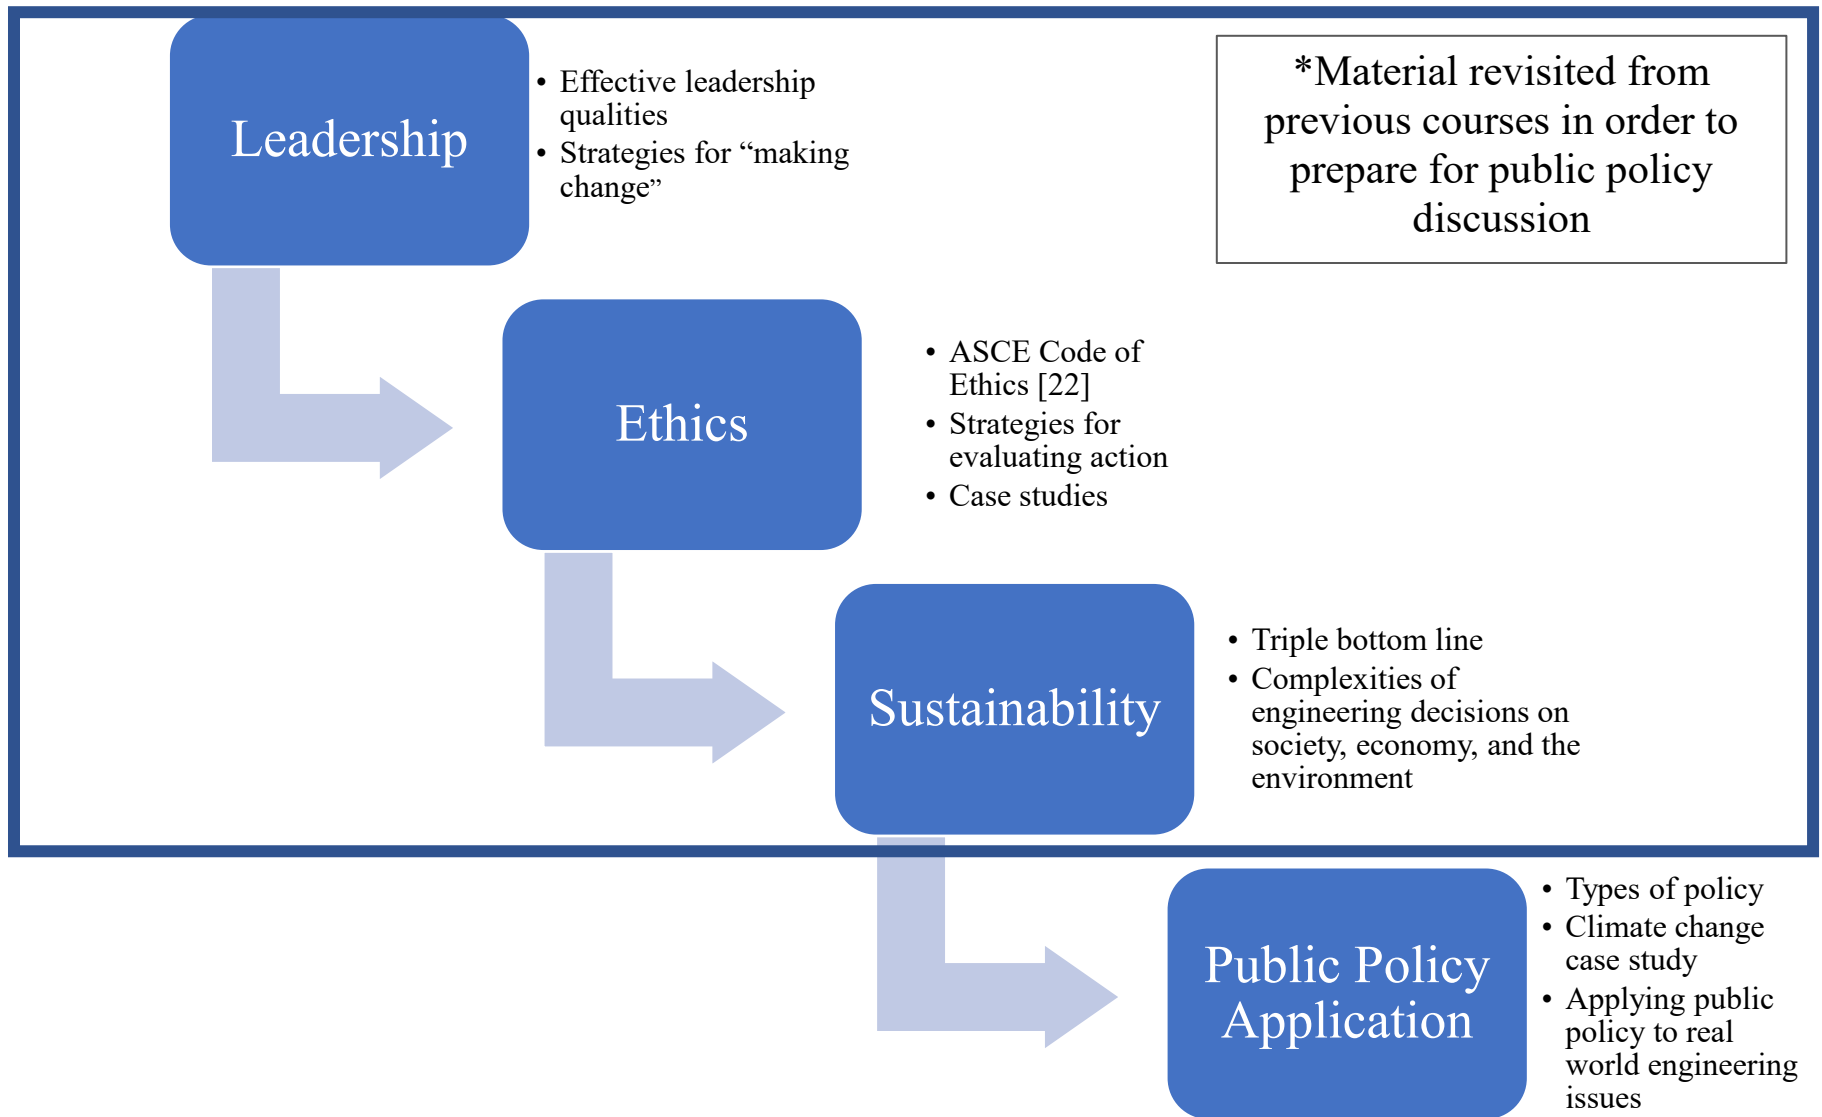 Leadership
• Effective leadership
qualities
• Strategies for “making
change”
*Material revisited from
previous courses in order to
prepare for public policy
discussion
Ethics
• ASCE Code of
Ethics [22]
• Strategies for
evaluating action
• Case studies
Sustainability
• Triple bottom line
• Complexities of
engineering decisions on
society, economy, and the
environment
Public Policy
Application
• Types of policy
• Climate change
case study
• Applying public
policy to real
world engineering
issues